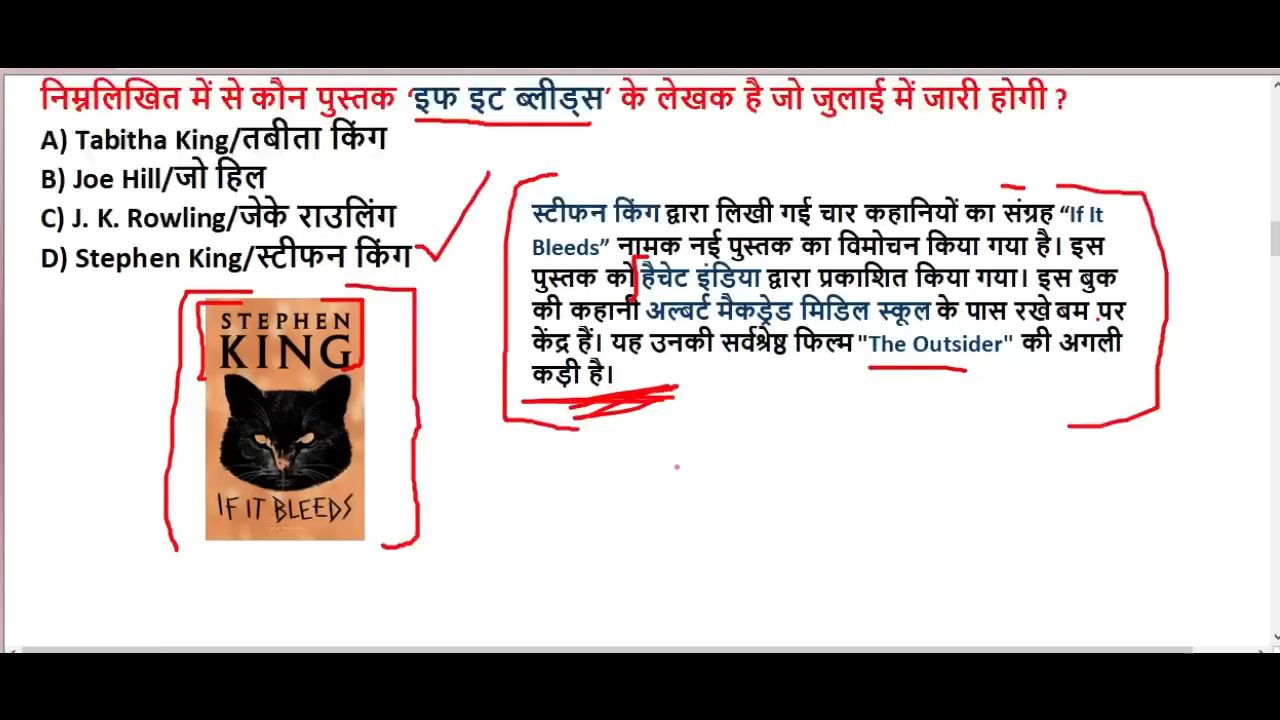 निम्नलिखित में से कौन पुस्तक ‘इफ इट ब्लीड्स’ के लेखक है जो जुलाई में जारी होगी ?
A) Tabitha King/तबीता किंग
B) Joe Hill/जो हिल
C) J. K. Rowling/जेके राउलिंग
D) Stephen King/स्टीफन किंग
स्टीफन किंग द्वारा लिखी गई चार कहानियों का संग्रह “If It
Bleeds” नामक नई पुस्तक का विमोचन किया गया है। इस
पुस्तक को हैचेट इंडिया द्वारा प्रकाशित किया गया। इस बुक
की कहानी अल्बर्ट मैकड्रेड मिडिल स्कूल के पास रखे बम पर
केंद्र हैं। यह उनकी सर्वश्रेष्ठ फिल्म "The Outsider" की अगली
कड़ी है।
STEPHEN
KING
IF IT BLEEDS